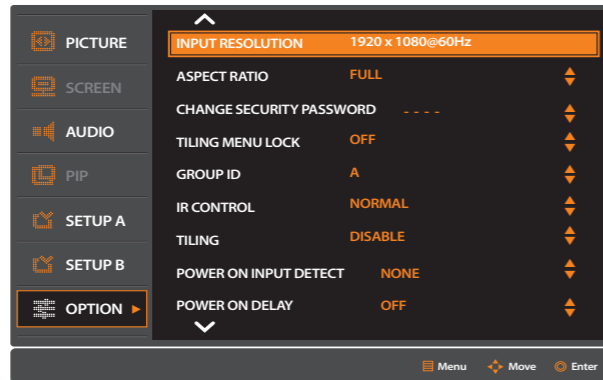 PICTURE
SCREEN
AUDIO
PIP
SETUP A
SETUP B
OPTION
INPUT RESOLUTION 1920 x 1080@60Hz
ASPECT RATIO FULL
CHANGE SECURITY PASSWORD - - - -
TILING MENU LOCK OFF
GROUP ID A
IR CONTROL NORMAL
TILING DISABLE
POWER ON INPUT DETECT NONE
POWER ON DELAY OFF
Menu Move Enter